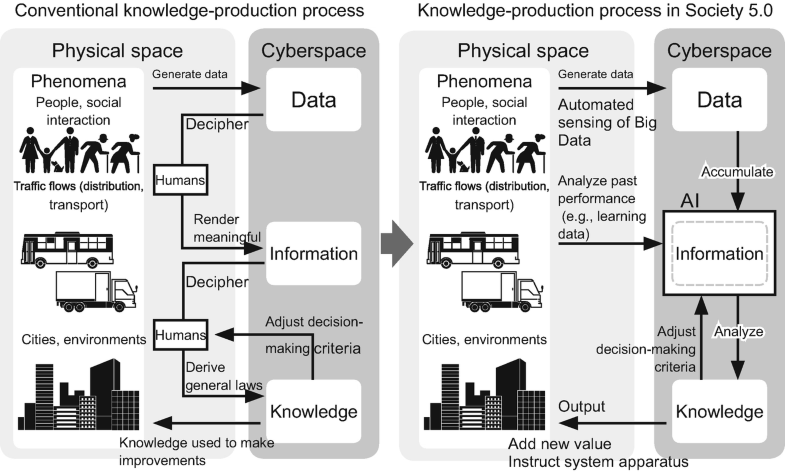 Conventional knowledge-production process
Physical space
Cyberspace
Phenomena
People, social
interaction
Traffic flows (distribution,
transport)
Cities, environments
Generate data
Data
Decipher
Humans
Render
meaningful
Information
Decipher
Humans
Adjust decision-
making criteria
Derive
general laws
Knowledge
Knowledge used to make
improvements
Knowledge-production process in Society 5.0
Physical space
Cyberspace
Phenomena
People, social
interaction
Traffic flows (distribution,
transport)
Cities, environments
Generate data
Automated
sensing of Big
Data
Data
Accumulate
Analyze past
performance
(e.g., learning
data)
AI
Information
Analyze
Adjust
decision-making
criteria
Knowledge
Output
Add new value
Instruct system apparatus